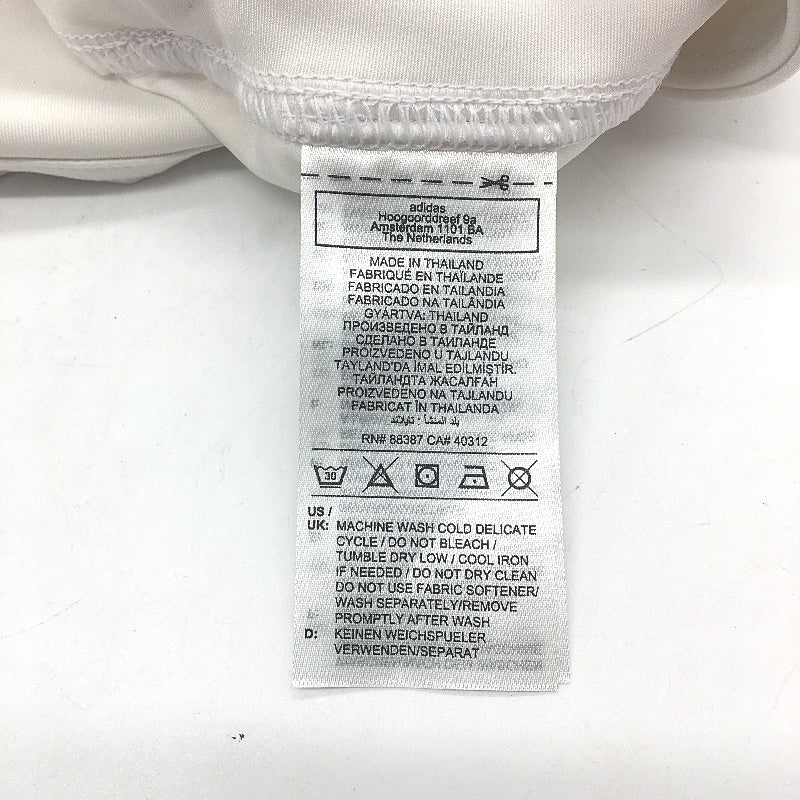 adidas
Hoogoorddreef 9a
Amsterdam 1101 BA
The Netherlands
MADE IN THAILAND
FABRIQUÉ EN THAÏLANDE
FABRICADO EN TAILANDIA
FABRICADO NA TAILÂNDIA
GYÁRTVA: THAILAND
ПРОИЗВЕДЕНО В ТАЙЛАНД
СДЕЛАНО В ТАИЛАНДЕ
PROIZVEDENO U TAJLANDU
TAYLAND'DA İMAL EDİLMİŞTİR.
ТАЙЛАНДТА ЖАСАЛҒАН
PROIZVEDENO NA TAJLANDU
FABRICAT ÎN THAILANDA
بلد المنشأ : تايلاند
RN# 88387 CA# 40312
30
US /
UK: MACHINE WASH COLD DELICATE
CYCLE / DO NOT BLEACH /
TUMBLE DRY LOW / COOL IRON
IF NEEDED / DO NOT DRY CLEAN
DO NOT USE FABRIC SOFTENER/
WASH SEPARATELY/REMOVE
PROMPTLY AFTER WASH
D: KEINEN WEICHSPUELER
VERWENDEN/SEPARAT